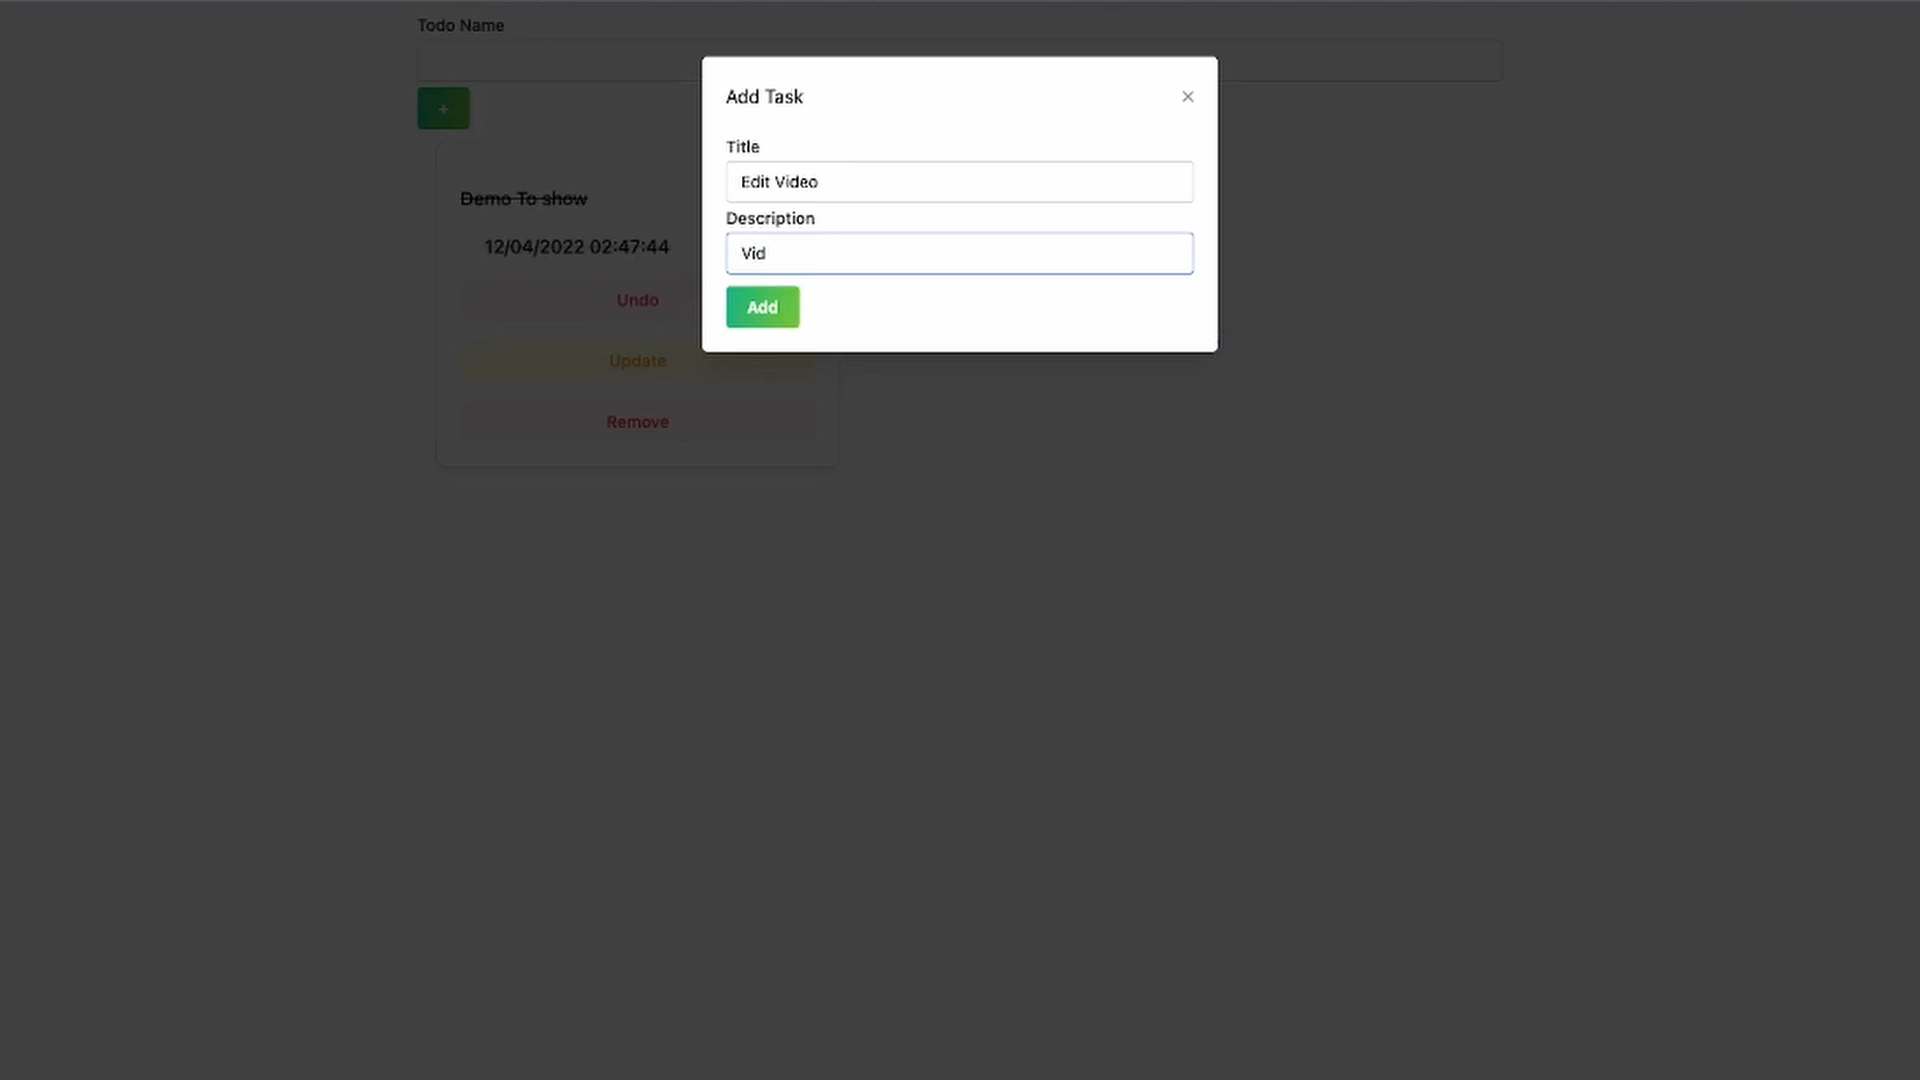 Todo Name
+
Demo To show
12/04/2022 02:47:44
Undo
Update
Remove
Add Task
×
Title
Edit Video
Description
Vid
Add